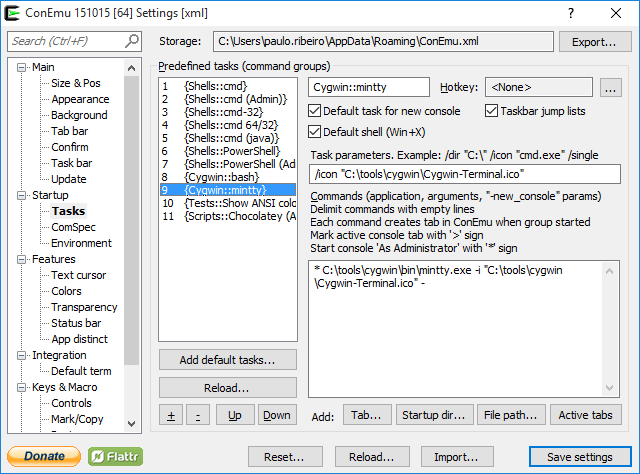 ConEmu 151015 [64] Settings [xml]
Search (Ctrl+F)
Storage: C:\Users\paulo.ribeiro\AppData\Roaming\ConEmu.xml Export...
Main
Size & Pos
Appearance
Background
Tab bar
Confirm
Task bar
Update
Startup
Tasks
ComSpec
Environment
Features
Text cursor
Colors
Transparency
Status bar
App distinct
Integration
Default term
Keys & Macro
Controls
Mark/Copy
Predefined tasks (command groups)
1 {Shells::cmd}
2 {Shells::cmd (Admin)}
3 {Shells::cmd-32}
4 {Shells::cmd 64/32}
5 {Shells::cmd (java)}
6 {Shells::PowerShell}
7 {Shells::PowerShell (Ad
8 {Cygwin::bash}
9 {Cygwin::mintty}
10 {Tests::Show ANSI colo
11 {Scripts::Chocolatey (A
Add default tasks...
Reload...
+ - Up Down
Cygwin::mintty Hotkey: <None> ...
Default task for new console Taskbar jump lists
Default shell (Win+X)
Task parameters. Example: /dir "C:\" /icon "cmd.exe" /single
/icon "C:\tools\cygwin\Cygwin-Terminal.ico"
Commands (application, arguments, "-new_console" params)
Delimit commands with empty lines
Each command creates tab in ConEmu when group started
Mark active console tab with '>' sign
Start console 'As Administrator' with '*' sign
* C:\tools\cygwin\bin\mintty.exe -i "C:\tools\cygwin
\Cygwin-Terminal.ico" -
Add: Tab... Startup dir... File path... Active tabs
Donate Flattr Reset... Reload... Import... Save settings